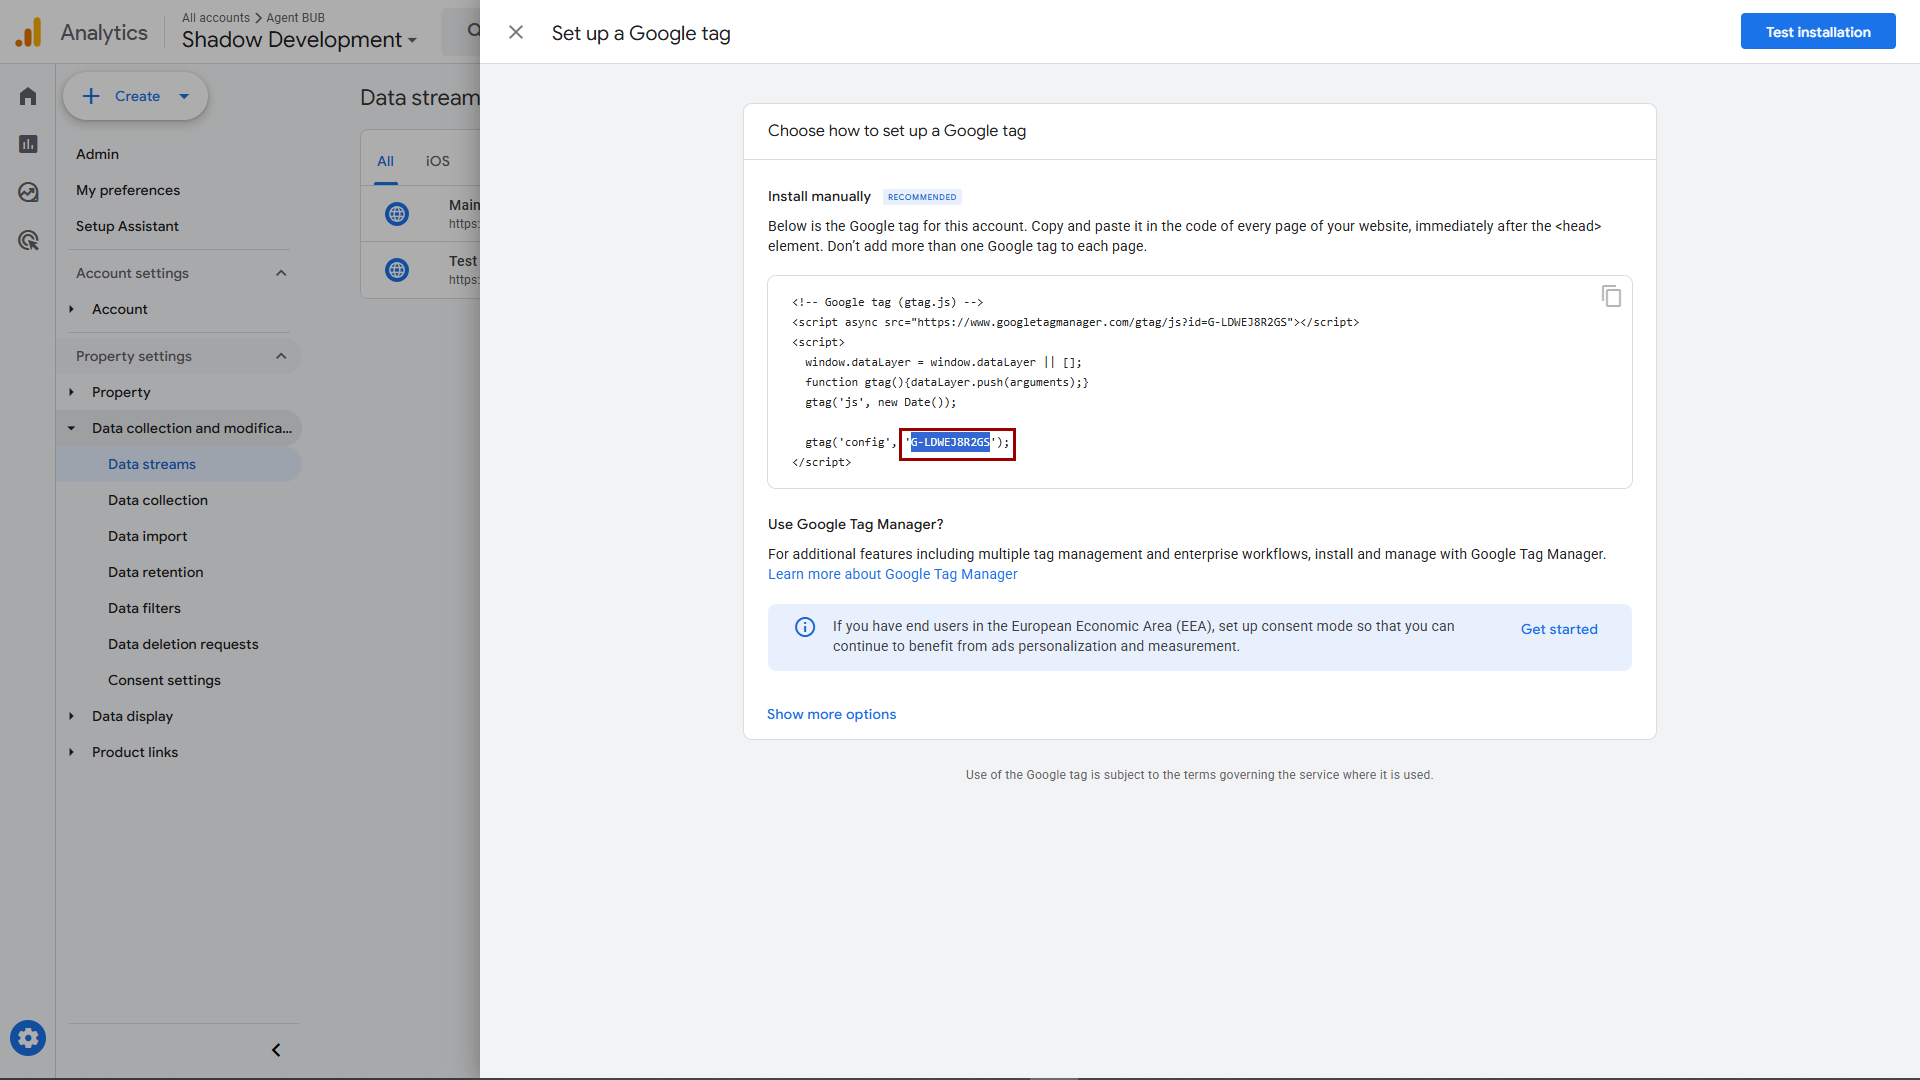 Analytics
All accounts > Agent BUB
Shadow Development
Set up a Google tag
Test installation
Create
Admin
My preferences
Setup Assistant
Account settings
Account
Property settings
Property
Data collection and modifica...
Data streams
Data collection
Data import
Data retention
Data filters
Data deletion requests
Consent settings
Data display
Product links
Data stream
All iOS
Main
https:
Test
https:
Choose how to set up a Google tag
Install manually RECOMMENDED
Below is the Google tag for this account. Copy and paste it in the code of every page of your website, immediately after the <head>
element. Don’t add more than one Google tag to each page.
<!-- Google tag (gtag.js) -->
<script async src="https://www.googletagmanager.com/gtag/js?id=G-LDWEJ8R2GS"></script>
<script>
window.dataLayer = window.dataLayer || [];
function gtag(){dataLayer.push(arguments);}
gtag('js', new Date());
gtag('config', 'G-LDWEJ8R2GS');
</script>
Use Google Tag Manager?
For additional features including multiple tag management and enterprise workflows, install and manage with Google Tag Manager.
Learn more about Google Tag Manager
If you have end users in the European Economic Area (EEA), set up consent mode so that you can
continue to benefit from ads personalization and measurement.
Get started
Show more options
Use of the Google tag is subject to the terms governing the service where it is used.